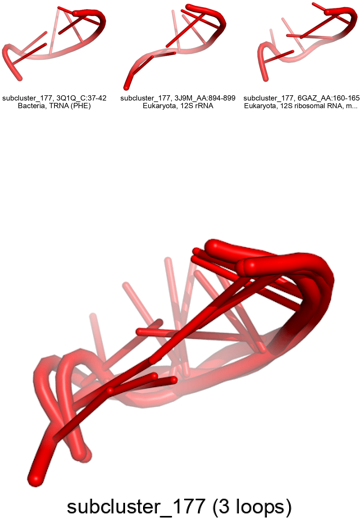 subcluster_177, 3Q1Q_C:37-42
Bacteria, TRNA (PHE)
subcluster_177, 3J9M_AA:894-899
Eukaryota, 12S rRNA
subcluster_177, 6GAZ_AA:160-165
Eukaryota, 12S ribosomal RNA, m...
subcluster_177 (3 loops)